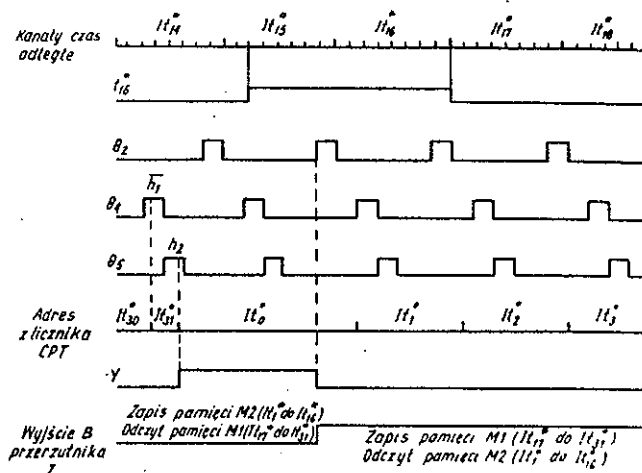 Kanały czas odległe
It*14 It*15 It*16 It*17 It*18
t*16
θ2
θ4
h1
θ5
h2
Adres z licznika CPT
It*30 It*31 It*0 It*1 It*2 It*3
Y
Wyjście B przerzutnika Z
Zapis pamięci M2 (It*1 do It*16)
Odczyt pamięci M1 (It*17 do It*31)
Zapis pamięci M1 (It*17 do It*31)
Odczyt pamięci M2 (It*1 do It*16)